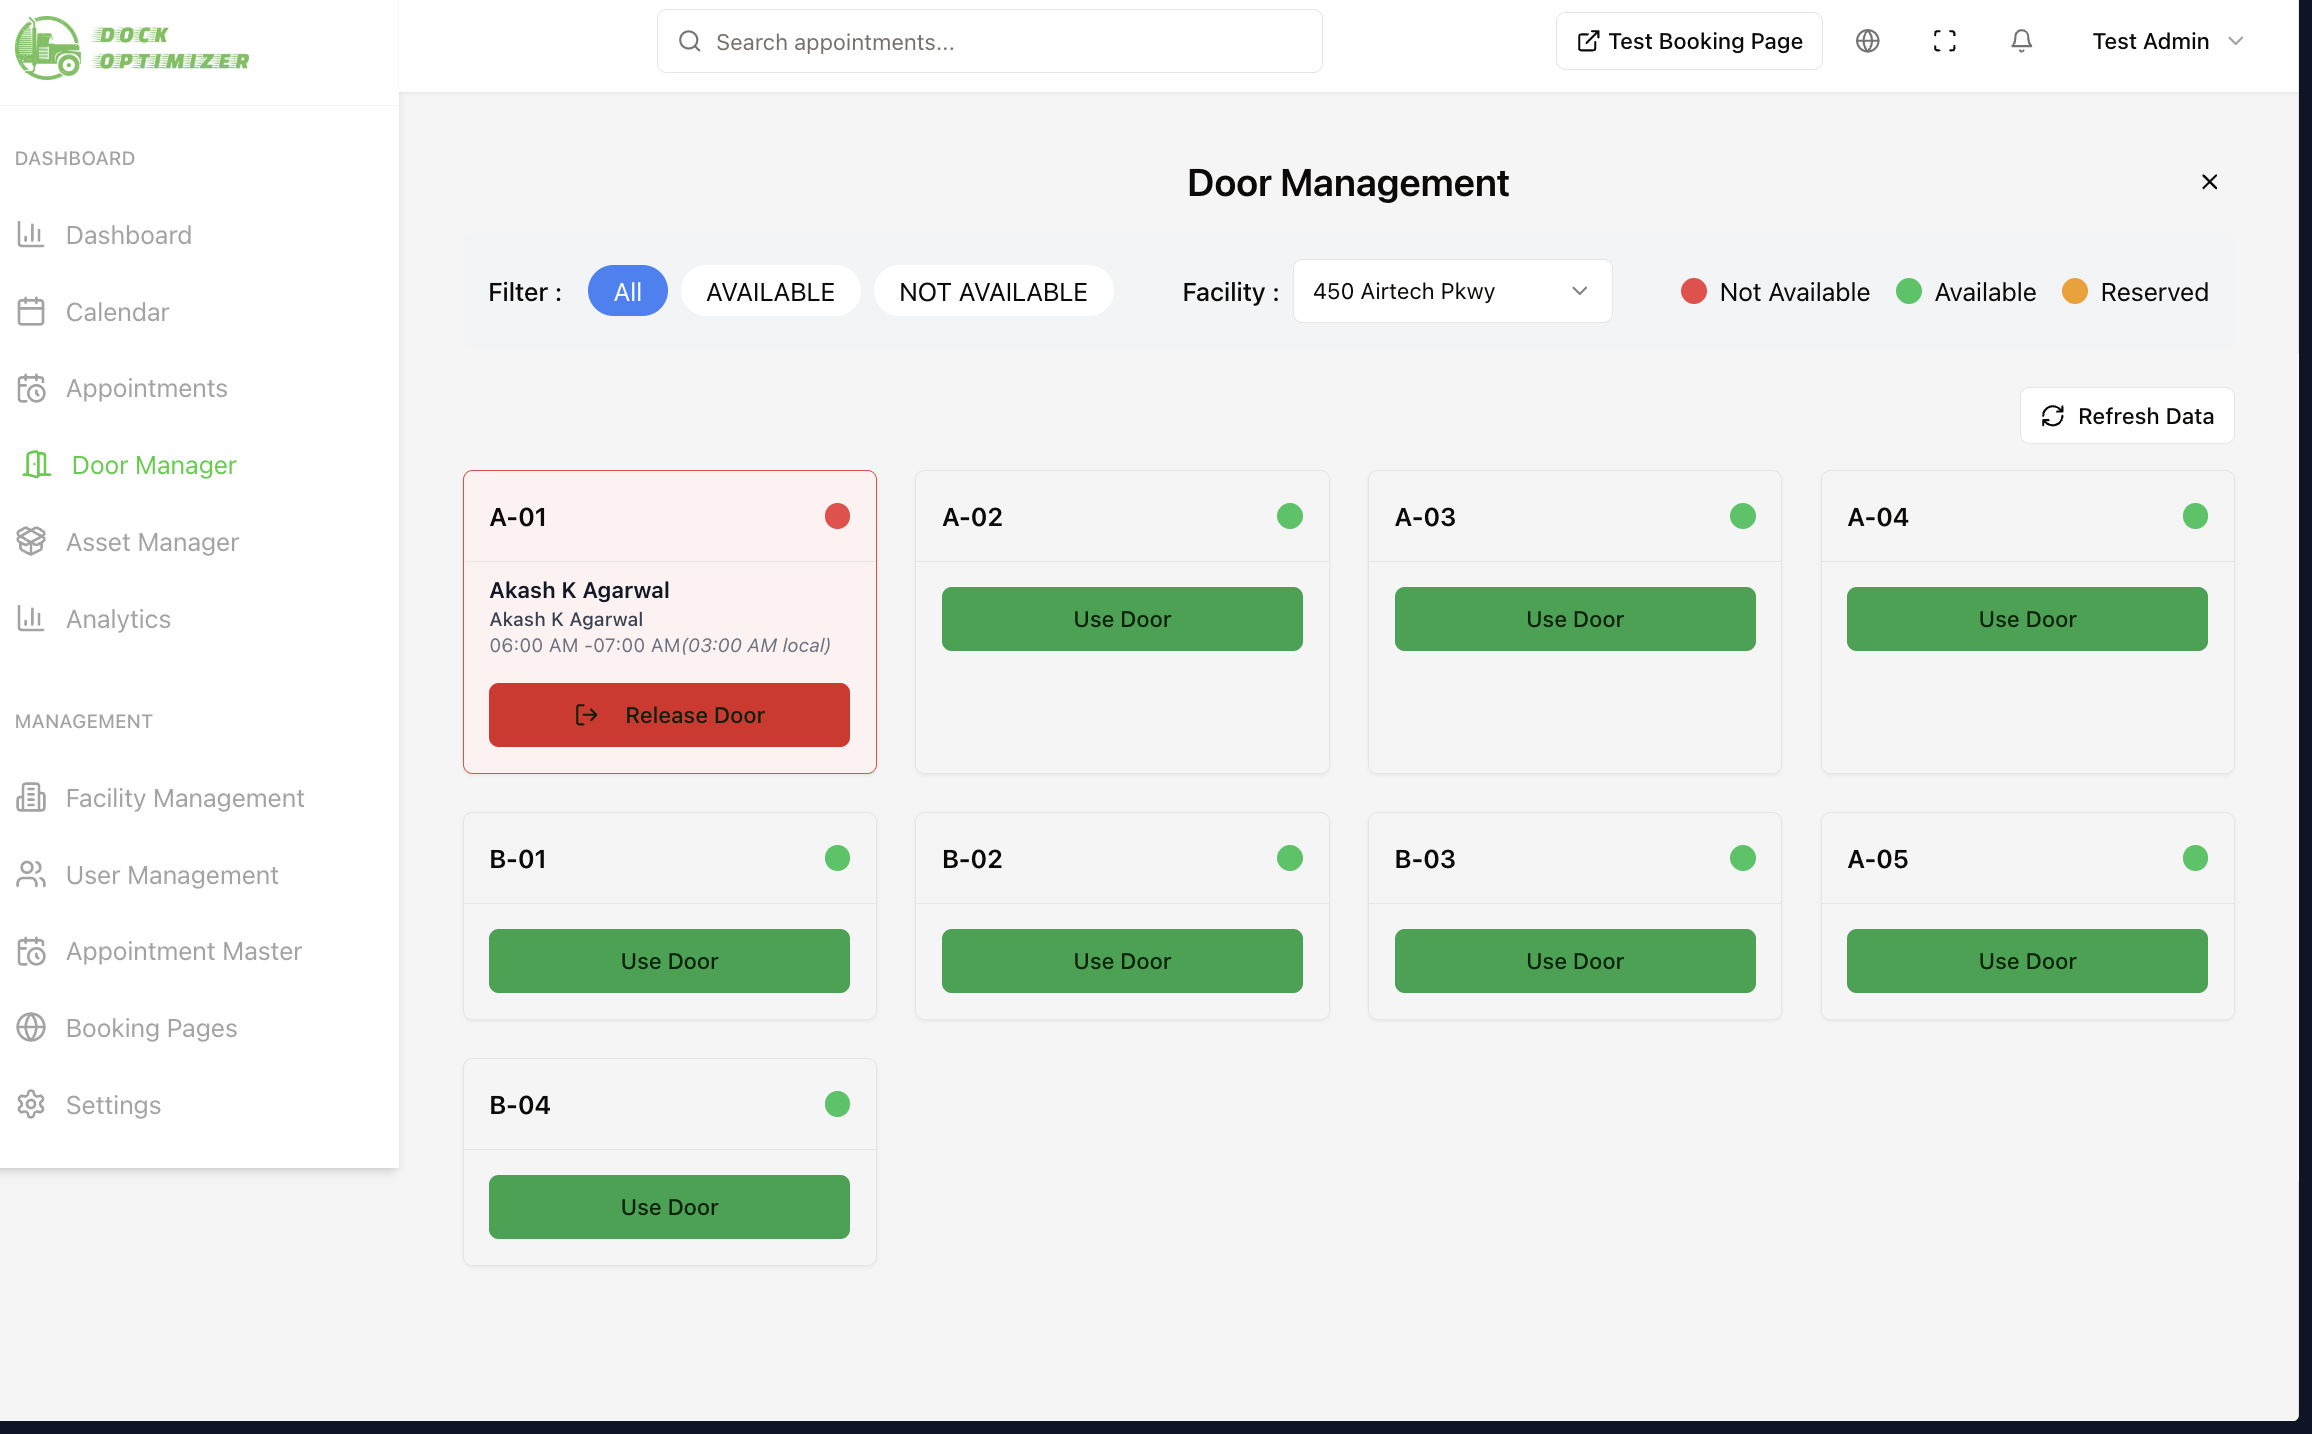 DOCK
OPTIMIZER
Search appointments...
Test Booking Page
Test Admin
DASHBOARD
Dashboard
Calendar
Appointments
Door Manager
Asset Manager
Analytics
MANAGEMENT
Facility Management
User Management
Appointment Master
Booking Pages
Settings
Door Management
Filter : All AVAILABLE NOT AVAILABLE Facility : 450 Airtech Pkwy Not Available Available Reserved
Refresh Data
A-01
Akash K Agarwal
Akash K Agarwal
06:00 AM -07:00 AM(03:00 AM local)
Release Door
A-02
Use Door
A-03
Use Door
A-04
Use Door
B-01
Use Door
B-02
Use Door
B-03
Use Door
A-05
Use Door
B-04
Use Door